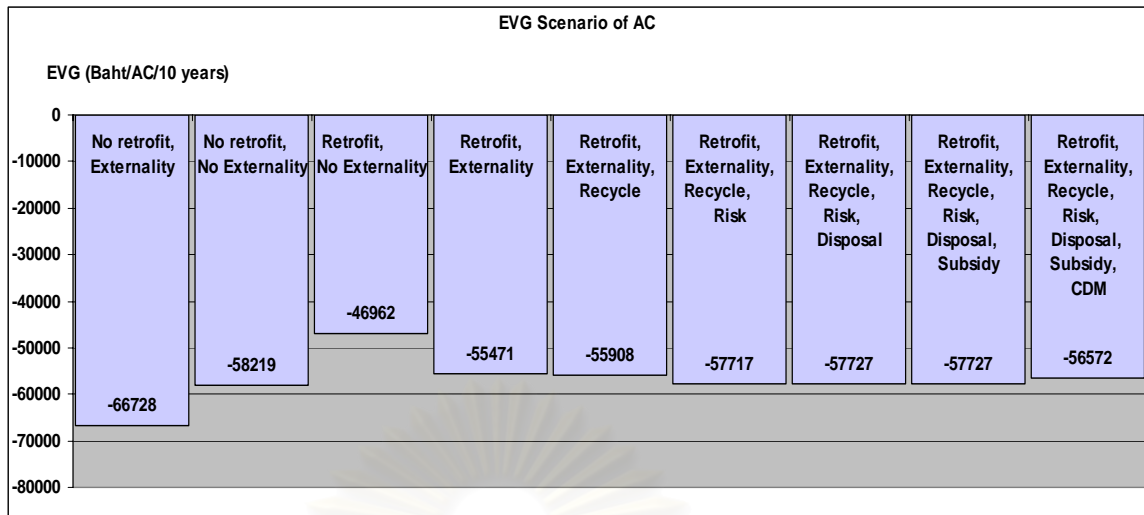 EVG Scenario of AC
EVG (Baht/AC/10 years)
0
-10000
-20000
-30000
-40000
-50000
-60000
-70000
-80000
No retrofit,
Externality
-66728
No retrofit,
No Externality
-58219
Retrofit,
No Externality
-46962
Retrofit,
Externality
-55471
Retrofit,
Externality,
Recycle
-55908
Retrofit,
Externality,
Recycle,
Risk
-57717
Retrofit,
Externality,
Recycle,
Risk,
Disposal
-57727
Retrofit,
Externality,
Recycle,
Risk,
Disposal,
Subsidy
-57727
Retrofit,
Externality,
Recycle,
Risk,
Disposal,
Subsidy,
CDM
-56572